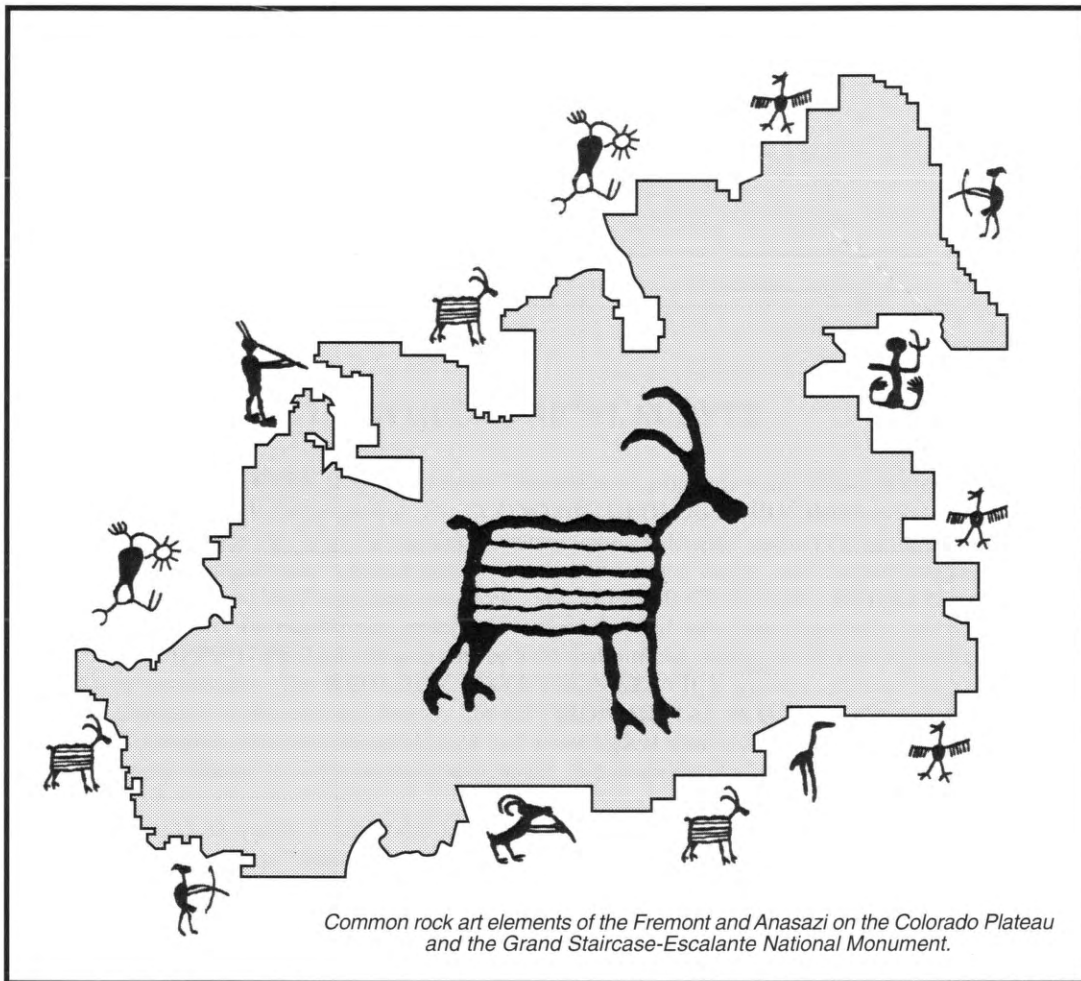 Common rock art elements of the Fremont and Anasazi on the Colorado Plateau
and the Grand Staircase-Escalante National Monument.